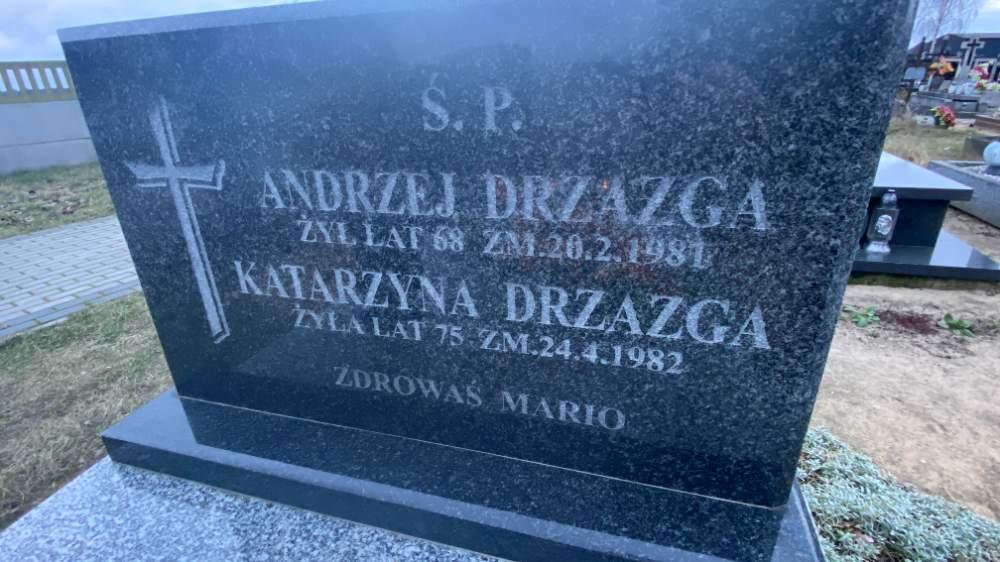 Ś. P.
ANDRZEJ DRZAZGA
ŻYŁ LAT 68 ZM.20.2.1981
KATARZYNA DRZAZGA
ŻYŁA LAT 75 ZM.24.4.1982
ZDROWAŚ MARIO